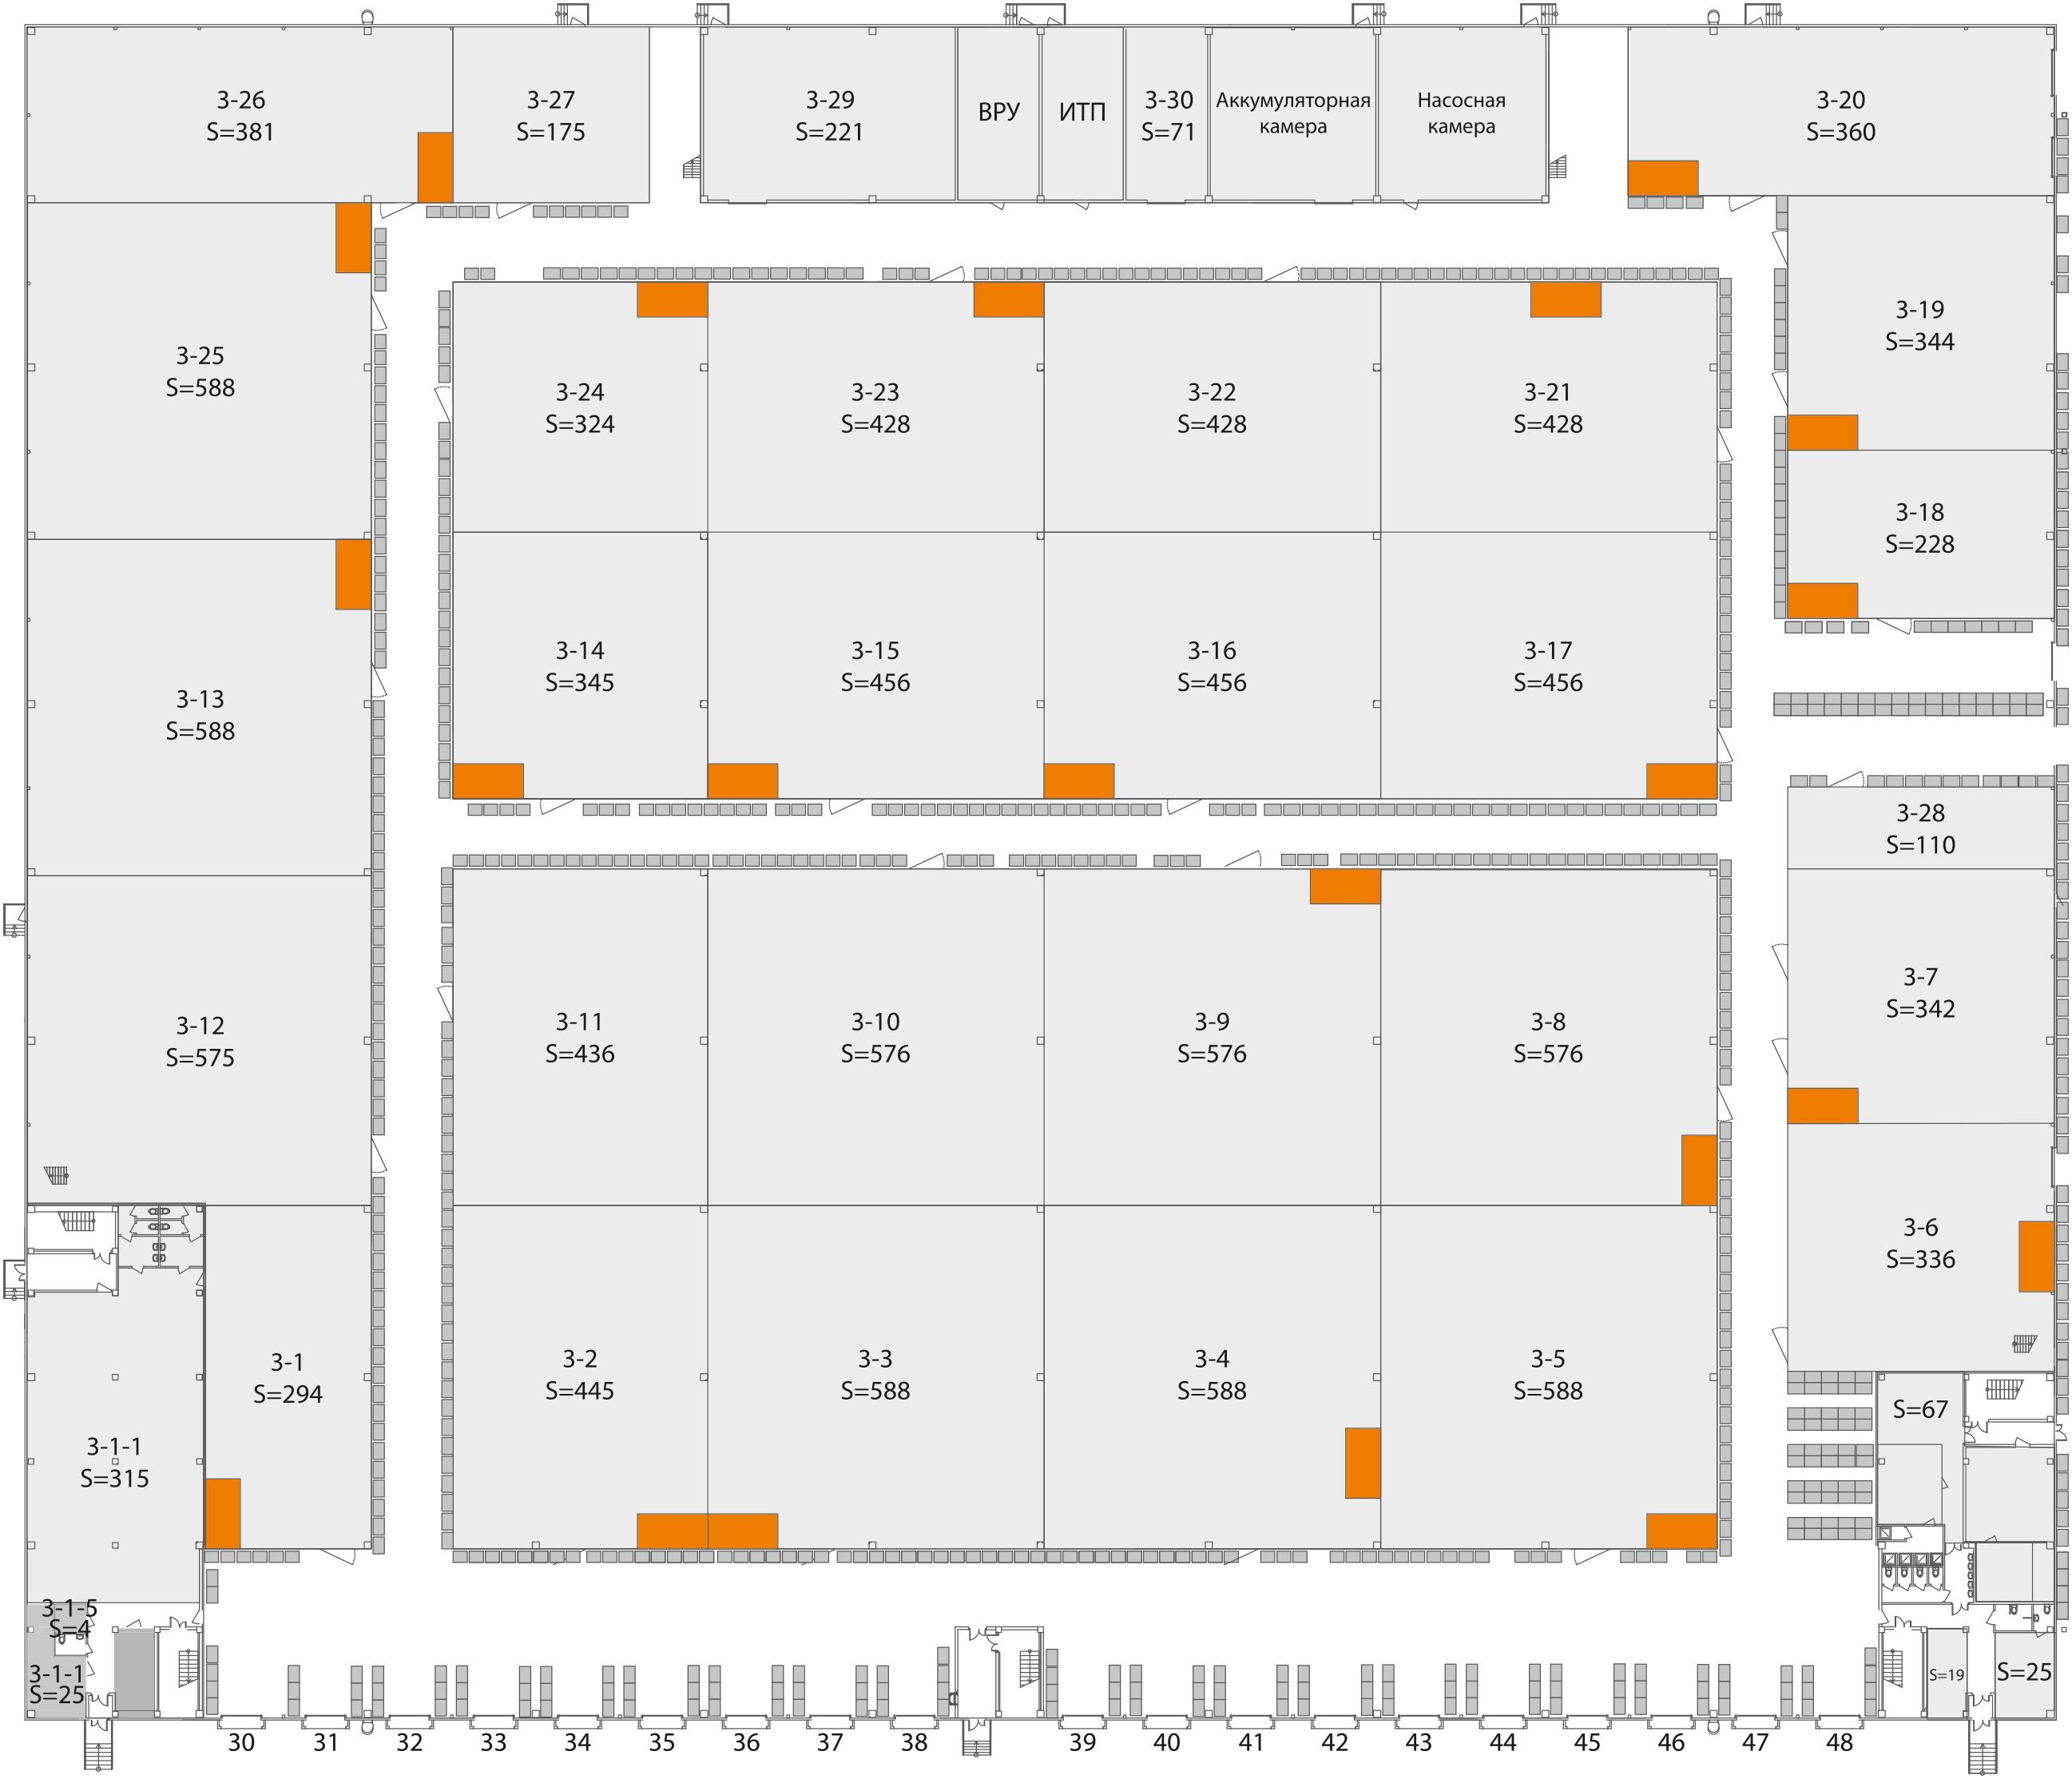 3-26
S=381
3-27
S=175
3-29
S=221
ВРУ
ИТП
3-30
S=71
Аккумуляторная
камера
Насосная
камера
3-20
S=360
3-25
S=588
3-24
S=324
3-23
S=428
3-22
S=428
3-21
S=428
3-19
S=344
3-18
S=228
3-13
S=588
3-14
S=345
3-15
S=456
3-16
S=456
3-17
S=456
3-28
S=110
3-12
S=575
3-11
S=436
3-10
S=576
3-9
S=576
3-8
S=576
3-7
S=342
3-6
S=336
3-1
S=294
3-2
S=445
3-3
S=588
3-4
S=588
3-5
S=588
S=67
3-1-1
S=315
3-1-5
S=4
3-1-1
S=25
S=19
S=25
30 31 32 33 34 35 36 37 38 39 40 41 42 43 44 45 46 47 48